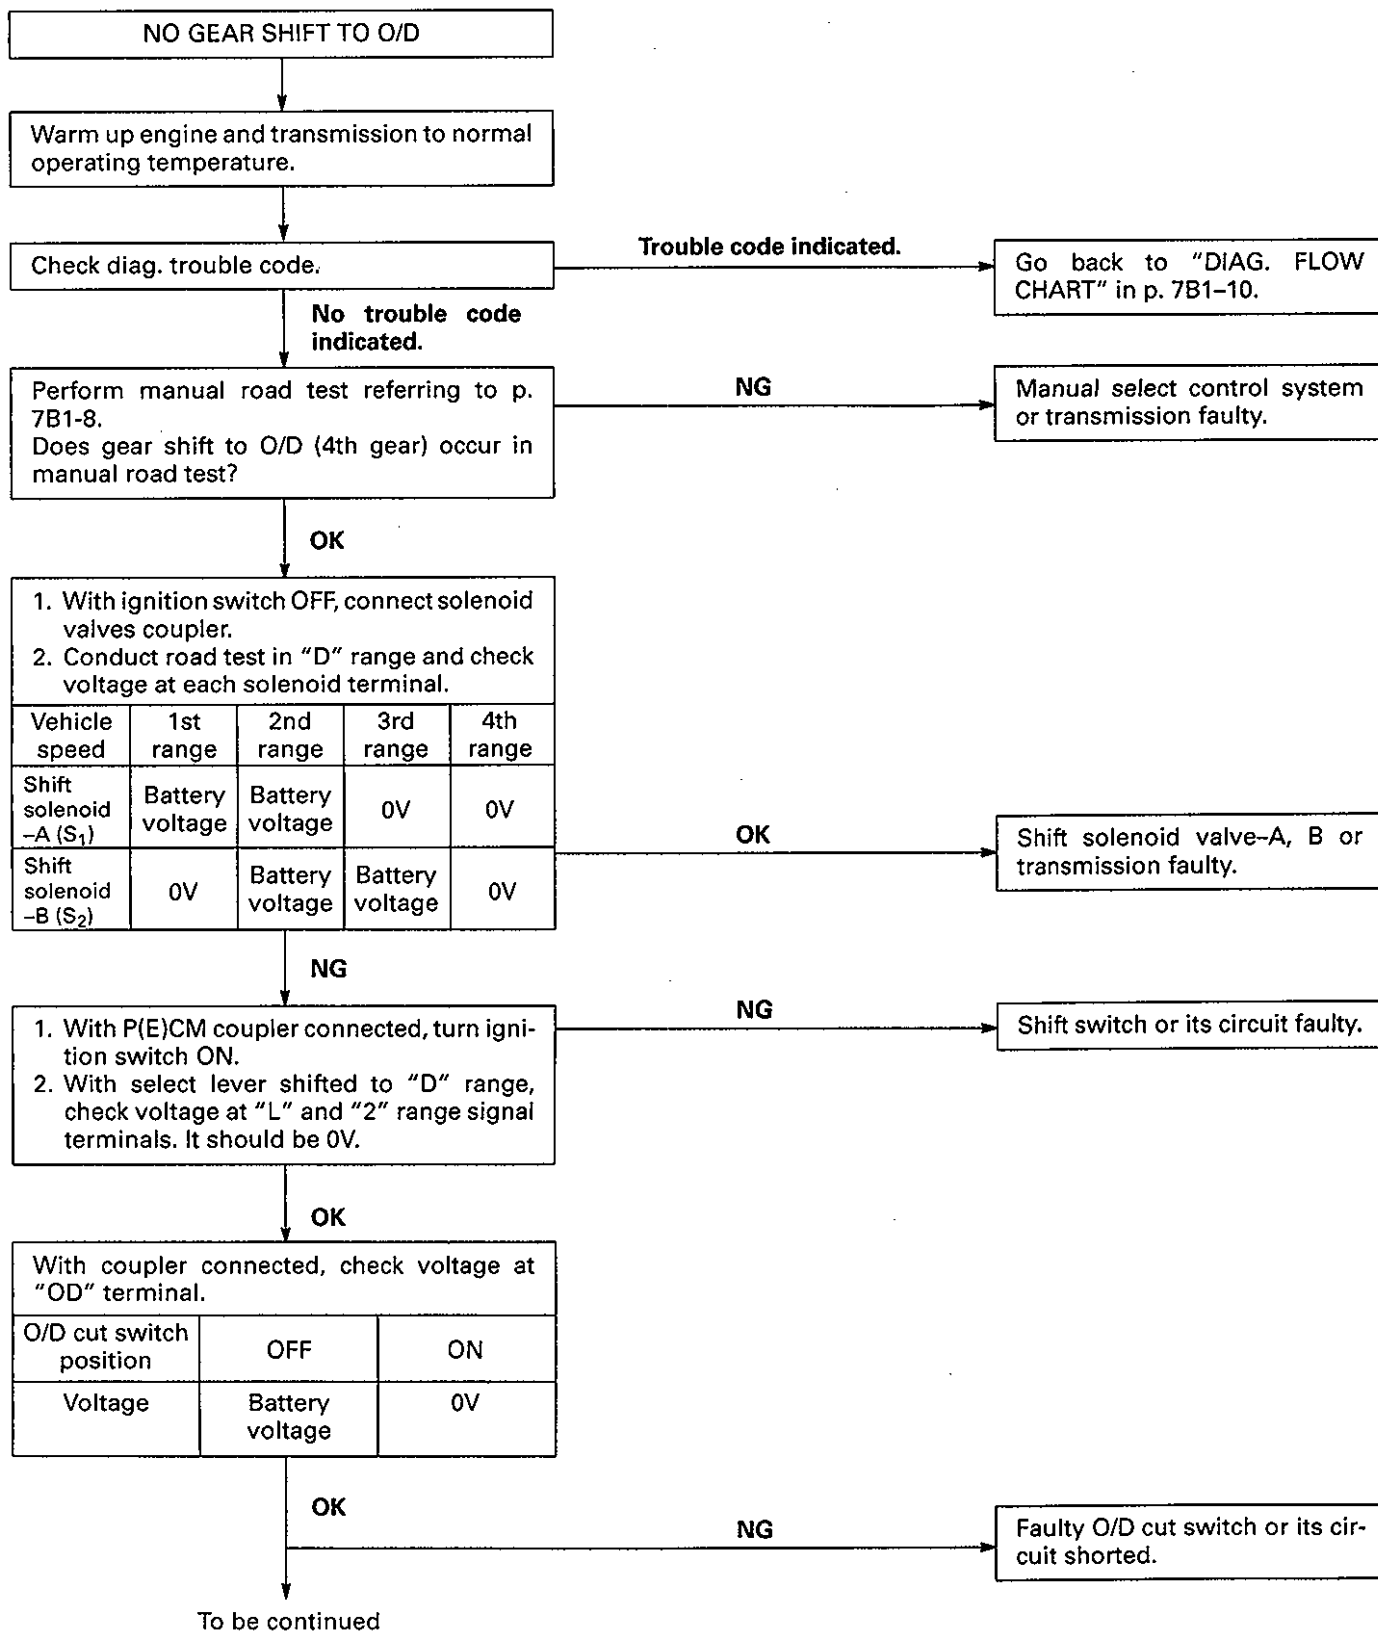 NO GEAR SHIFT TO O/D
Warm up engine and transmission to normal
operating temperature.
Check diag. trouble code.
Trouble code indicated.
Go back to "DIAG. FLOW
CHART" in p. 7B1–10.
No trouble code
indicated.
Perform manual road test referring to p.
7B1-8.
Does gear shift to O/D (4th gear) occur in
manual road test?
NG
Manual select control system
or transmission faulty.
OK
1. With ignition switch OFF, connect solenoid
valves coupler.
2. Conduct road test in "D" range and check
voltage at each solenoid terminal.
Vehicle speed | 1st range | 2nd range | 3rd range | 4th range
Shift solenoid –A (S1) | Battery voltage | Battery voltage | 0V | 0V
Shift solenoid –B (S2) | 0V | Battery voltage | Battery voltage | 0V
OK
Shift solenoid valve–A, B or
transmission faulty.
NG
1. With P(E)CM coupler connected, turn igni-
tion switch ON.
2. With select lever shifted to "D" range,
check voltage at "L" and "2" range signal
terminals. It should be 0V.
NG
Shift switch or its circuit faulty.
OK
With coupler connected, check voltage at
"OD" terminal.
O/D cut switch position | OFF | ON
Voltage | Battery voltage | 0V
OK
NG
Faulty O/D cut switch or its cir-
cuit shorted.
To be continued